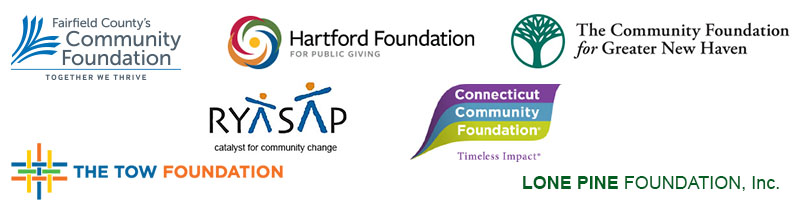 Fairfield County's
Community
Foundation
TOGETHER WE THRIVE
Hartford Foundation
FOR PUBLIC GIVING
The Community Foundation
for Greater New Haven
RYASAP
catalyst for community change
Connecticut
Community
Foundation®
Timeless Impact®
THE TOW FOUNDATION
LONE PINE FOUNDATION, Inc.